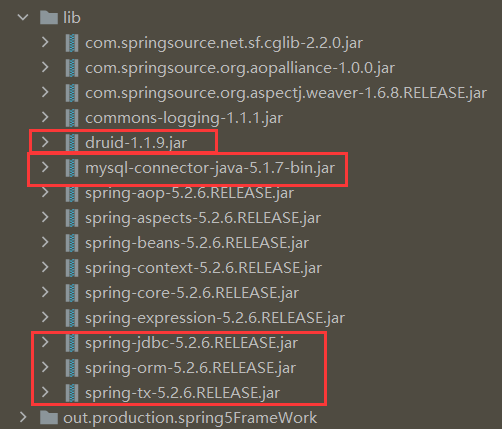 lib
com.springsource.net.sf.cglib-2.2.0.jar
com.springsource.org.aopalliance-1.0.0.jar
com.springsource.org.aspectj.weaver-1.6.8.RELEASE.jar
commons-logging-1.1.1.jar
druid-1.1.9.jar
mysql-connector-java-5.1.7-bin.jar
spring-aop-5.2.6.RELEASE.jar
spring-aspects-5.2.6.RELEASE.jar
spring-beans-5.2.6.RELEASE.jar
spring-context-5.2.6.RELEASE.jar
spring-core-5.2.6.RELEASE.jar
spring-expression-5.2.6.RELEASE.jar
spring-jdbc-5.2.6.RELEASE.jar
spring-orm-5.2.6.RELEASE.jar
spring-tx-5.2.6.RELEASE.jar
out.production.spring5FrameWork